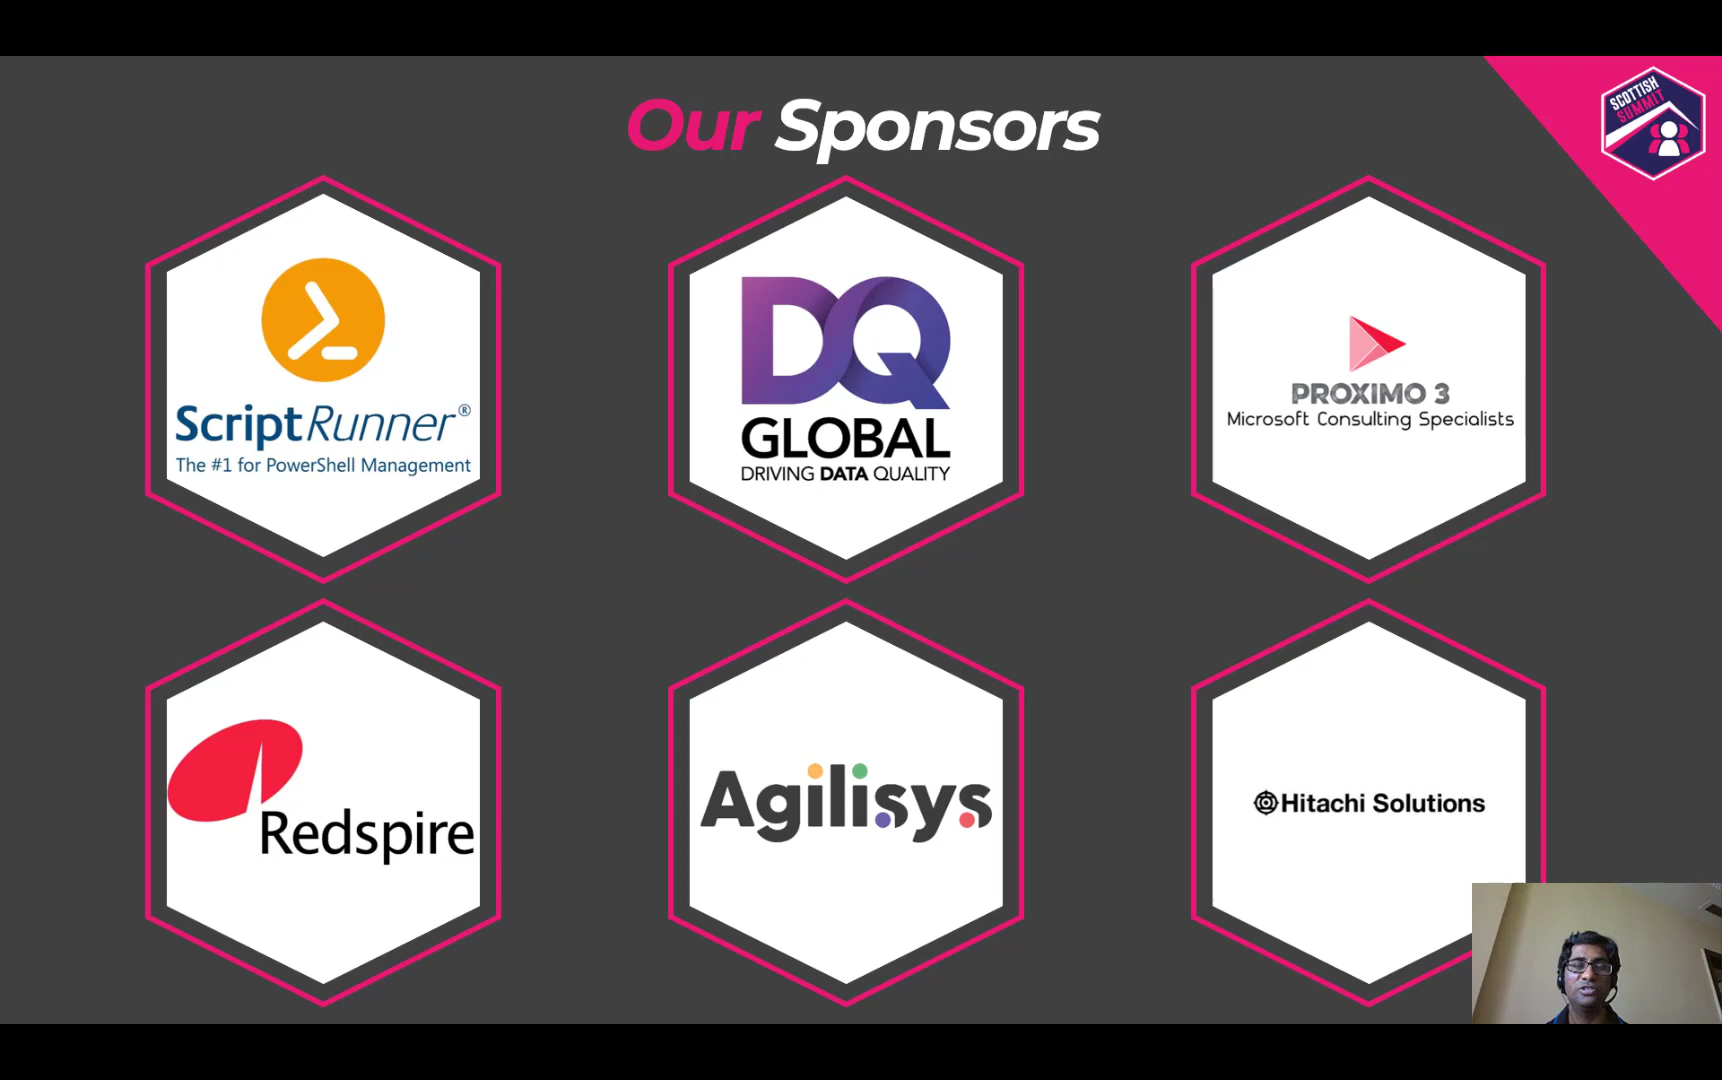 Our Sponsors
SCOTTISH
SUMMIT
ScriptRunner®
The #1 for PowerShell Management
DQ
GLOBAL
DRIVING DATA QUALITY
PROXIMO 3
Microsoft Consulting Specialists
Redspire
Agilisys
Hitachi Solutions